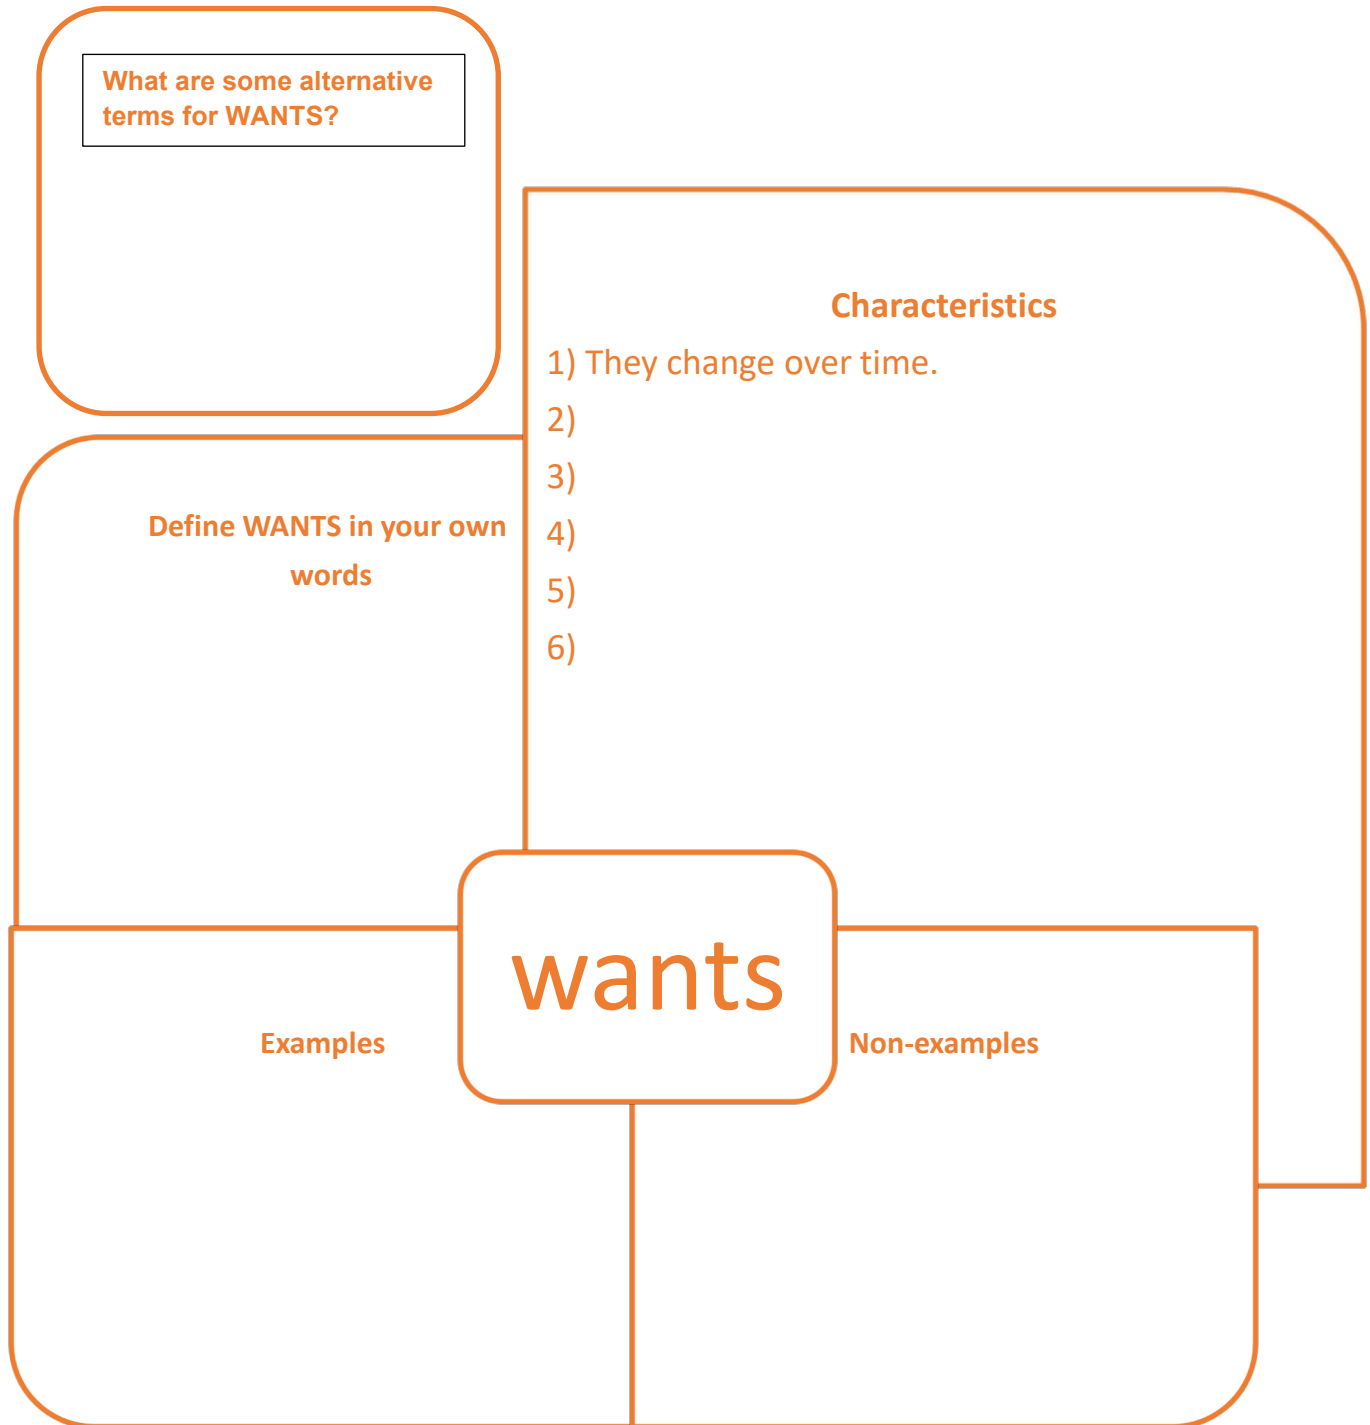 What are some alternative
terms for WANTS?
Characteristics
1) They change over time.
2)
3)
4)
5)
6)
Define WANTS in your own
words
wants
Examples
Non-examples